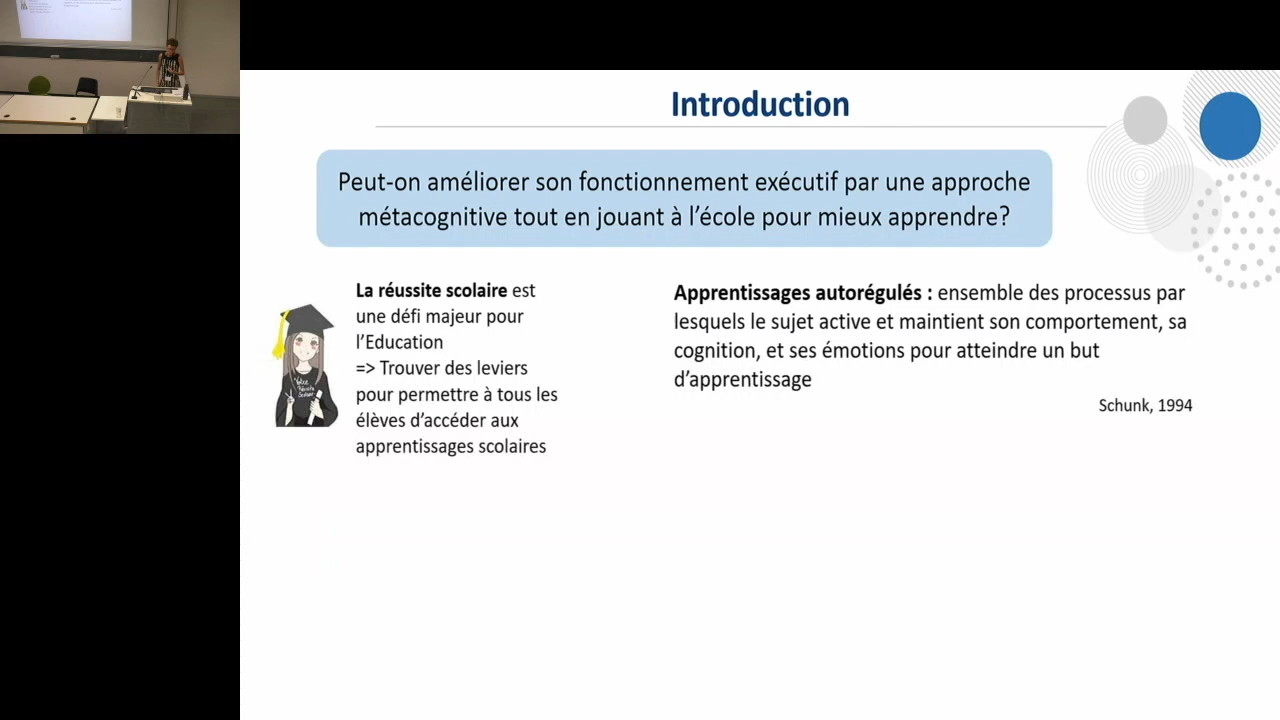 Introduction
Peut-on améliorer son fonctionnement exécutif par une approche
métacognitive tout en jouant à l'école pour mieux apprendre?
La réussite scolaire est
une défi majeur pour
l'Education
=> Trouver des leviers
pour permettre à tous les
élèves d'accéder aux
apprentissages scolaires
Apprentissages autorégulés : ensemble des processus par
lesquels le sujet active et maintient son comportement, sa
cognition, et ses émotions pour atteindre un but
d'apprentissage
Schunk, 1994